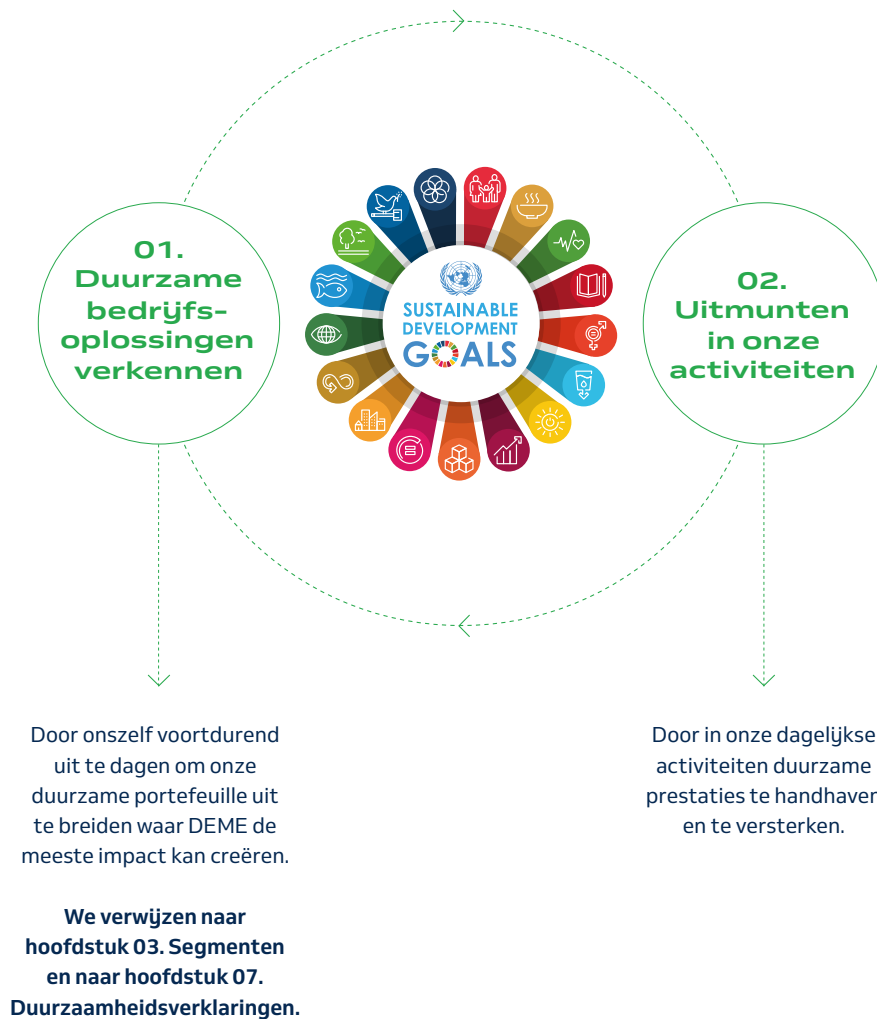 01.
Duurzame
bedrijfs-
oplossingen
verkennen
SUSTAINABLE
DEVELOPMENT
GOALS
02.
Uitmunten
in onze
activiteiten
Door onszelf voortdurend
uit te dagen om onze
duurzame portefeuille uit
te breiden waar DEME de
meeste impact kan creëren.
We verwijzen naar
hoofdstuk 03. Segmenten
en naar hoofdstuk 07.
Duurzaamheidsverklaringen.
Door in onze dagelijkse
activiteiten duurzame
prestaties te handhaven
en te versterken.